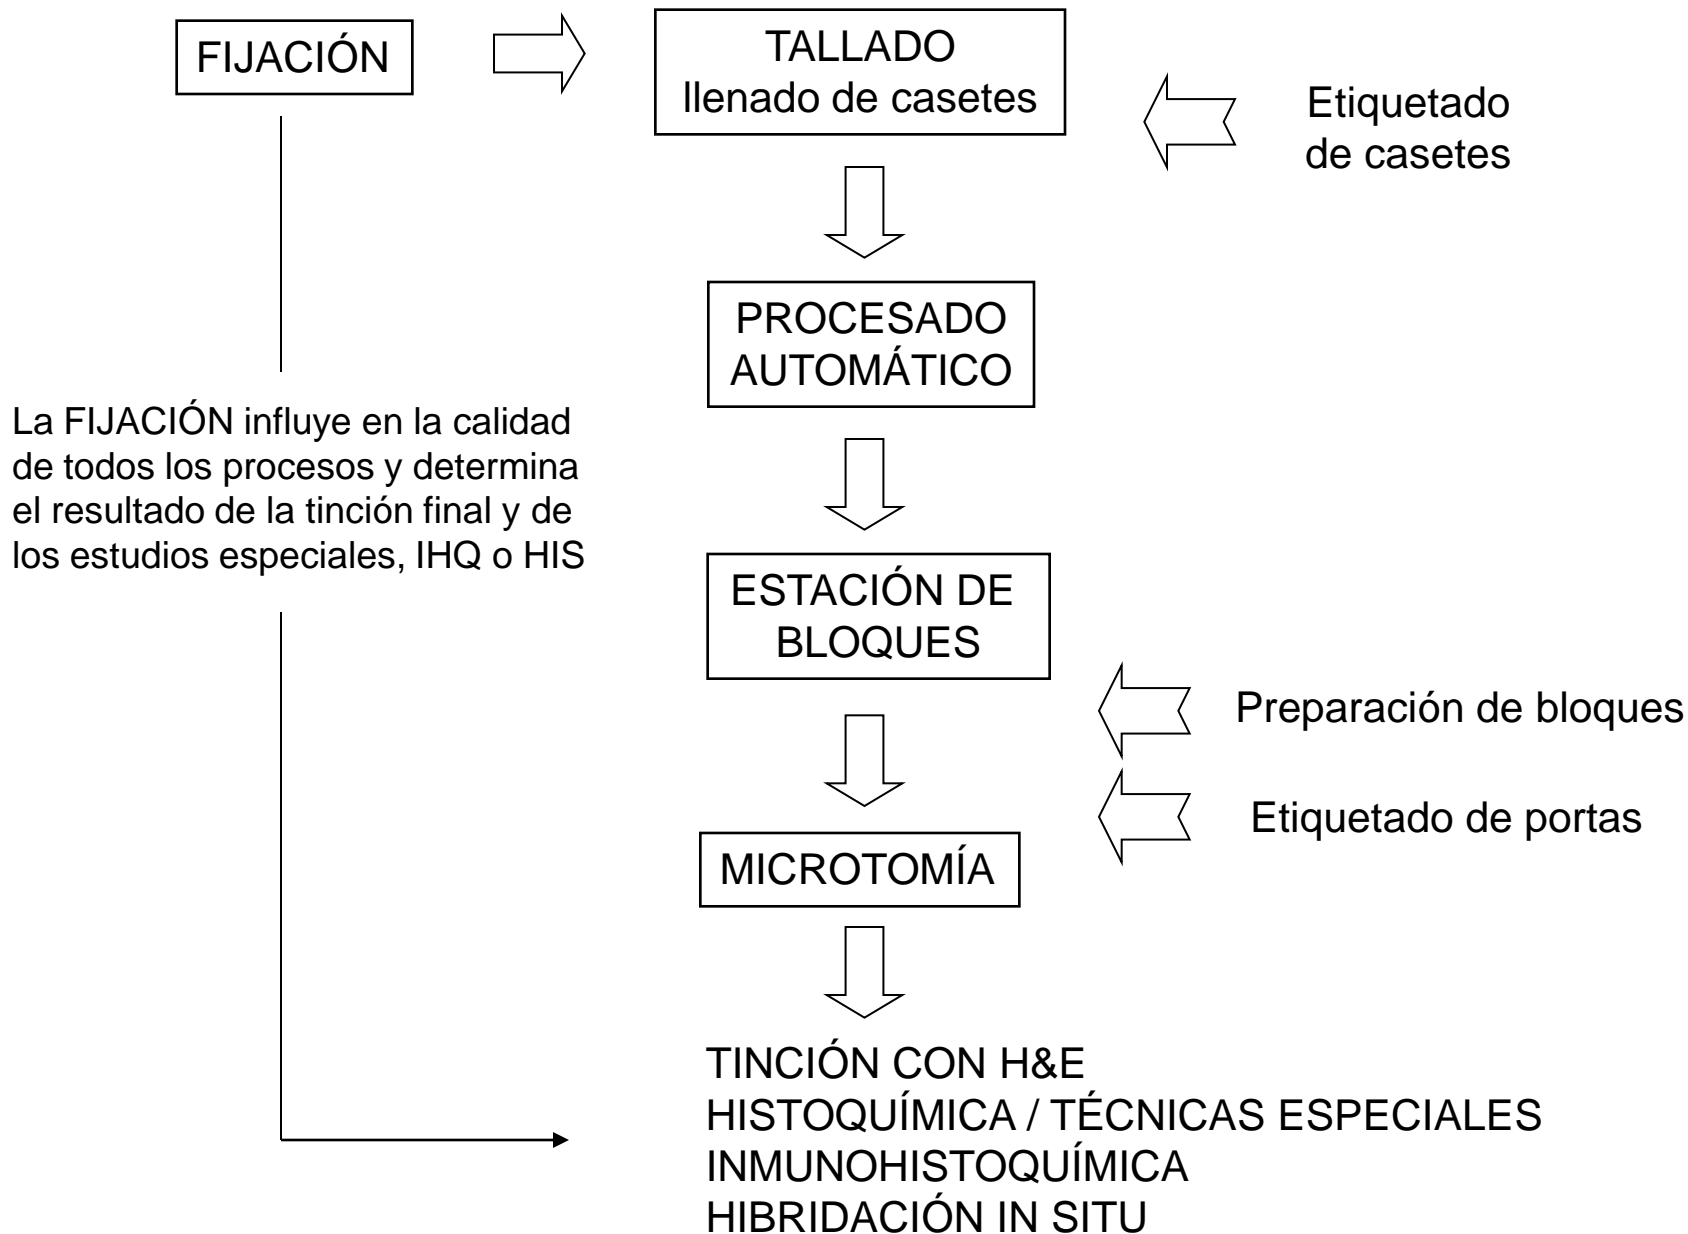 FIJACIÓN
TALLADO
llenado de casetes
Etiquetado
de casetes
PROCESADO
AUTOMÁTICO
La FIJACIÓN influye en la calidad
de todos los procesos y determina
el resultado de la tinción final y de
los estudios especiales, IHQ o HIS
ESTACIÓN DE
BLOQUES
Preparación de bloques
Etiquetado de portas
MICROTOMÍA
TINCIÓN CON H&E
HISTOQUÍMICA / TÉCNICAS ESPECIALES
INMUNOHISTOQUÍMICA
HIBRIDACIÓN IN SITU